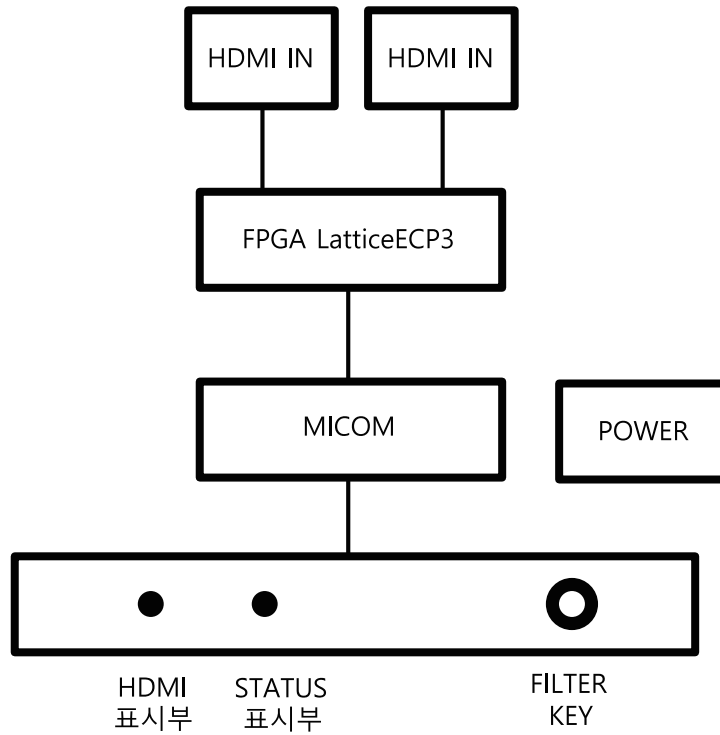 HDMI IN
HDMI IN
FPGA LatticeECP3
MICOM
POWER
HDMI
표시부
STATUS
표시부
FILTER
KEY